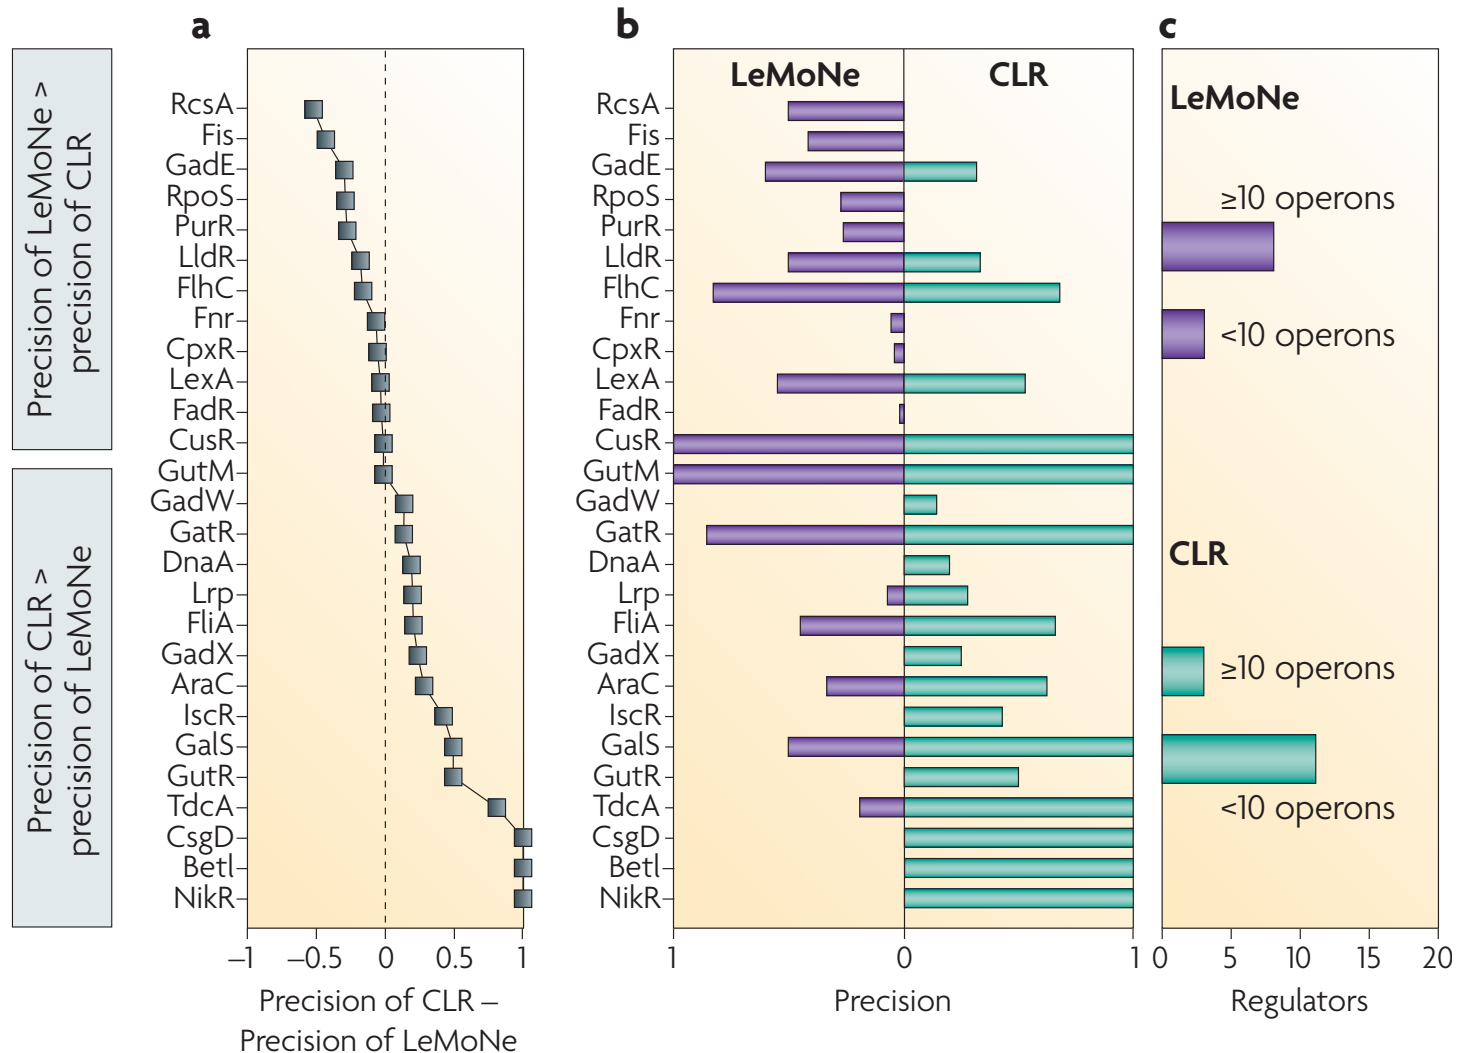 a
b
c
Precision of LeMoNe >
precision of CLR
Precision of CLR >
precision of LeMoNe
RcsA
Fis
GadE
RpoS
PurR
LldR
FlhC
Fnr
CpxR
LexA
FadR
CusR
GutM
GadW
GatR
DnaA
Lrp
FliA
GadX
AraC
IscR
GalS
GutR
TdcA
CsgD
Betl
NikR
–1 –0.5 0 0.5 1
Precision of CLR –
Precision of LeMoNe
LeMoNe CLR
RcsA
Fis
GadE
RpoS
PurR
LldR
FlhC
Fnr
CpxR
LexA
FadR
CusR
GutM
GadW
GatR
DnaA
Lrp
FliA
GadX
AraC
IscR
GalS
GutR
TdcA
CsgD
Betl
NikR
1 0 1
Precision
LeMoNe
≥10 operons
<10 operons
CLR
≥10 operons
<10 operons
0 5 10 15 20
Regulators